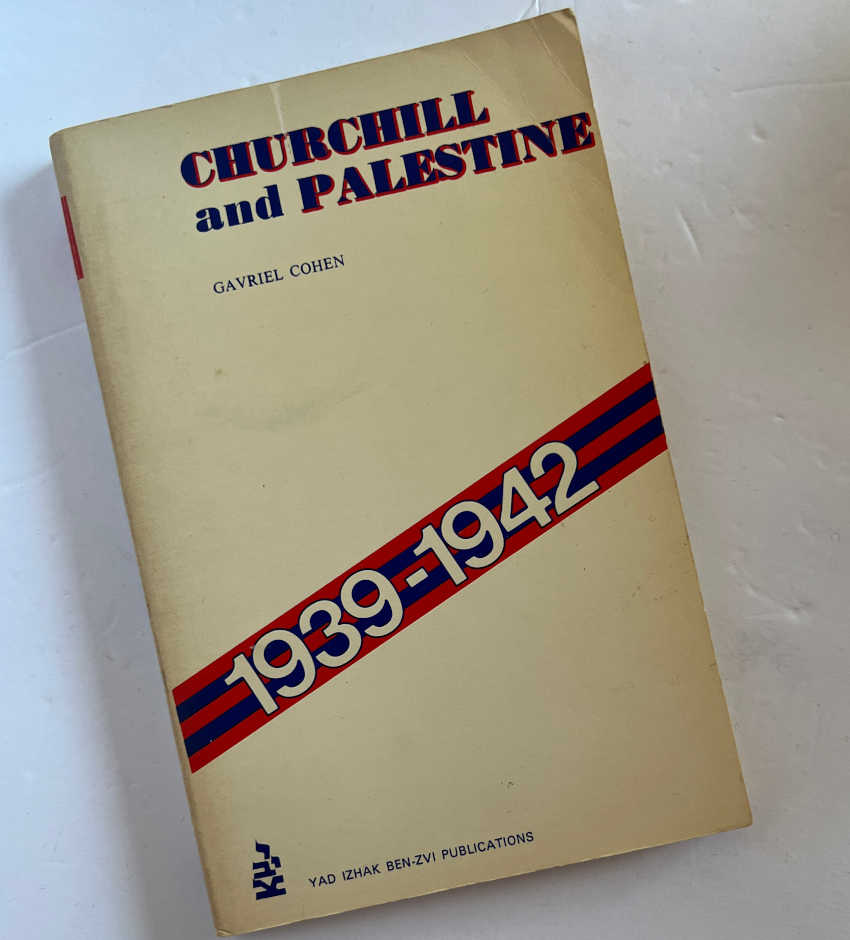 CHURCHILL
and PALESTINE
GAVRIEL COHEN
1939-1942
YAD IZHAK BEN-ZVI PUBLICATIONS